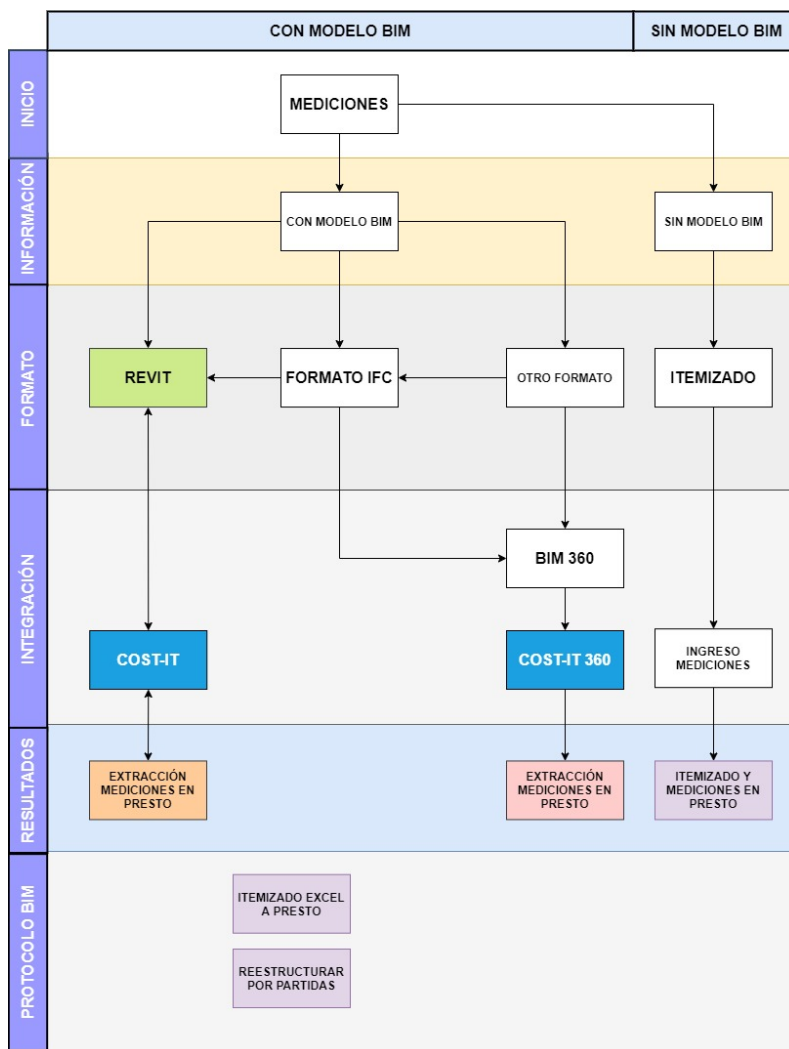 CON MODELO BIM
SIN MODELO BIM
INICIO
MEDICIONES
INFORMACIÓN
CON MODELO BIM
SIN MODELO BIM
FORMATO
REVIT
FORMATO IFC
OTRO FORMATO
ITEMIZADO
INTEGRACIÓN
BIM 360
COST-IT
COST-IT 360
INGRESO
MEDICIONES
RESULTADOS
EXTRACCIÓN
MEDICIONES EN
PRESTO
EXTRACCIÓN
MEDICIONES EN
PRESTO
ITEMIZADO Y
MEDICIONES EN
PRESTO
PROTOCOLO BIM
ITEMIZADO EXCEL
A PRESTO
REESTRUCTURAR
POR PARTIDAS